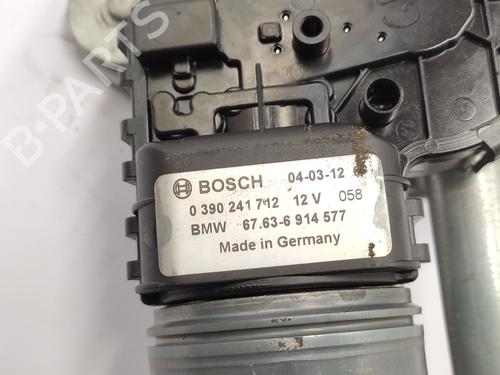 B-PARTS
BOSCH 04-03-12
0 390 241 712 12 V 058
BMW 67.63-6 914 577
Made in Germany